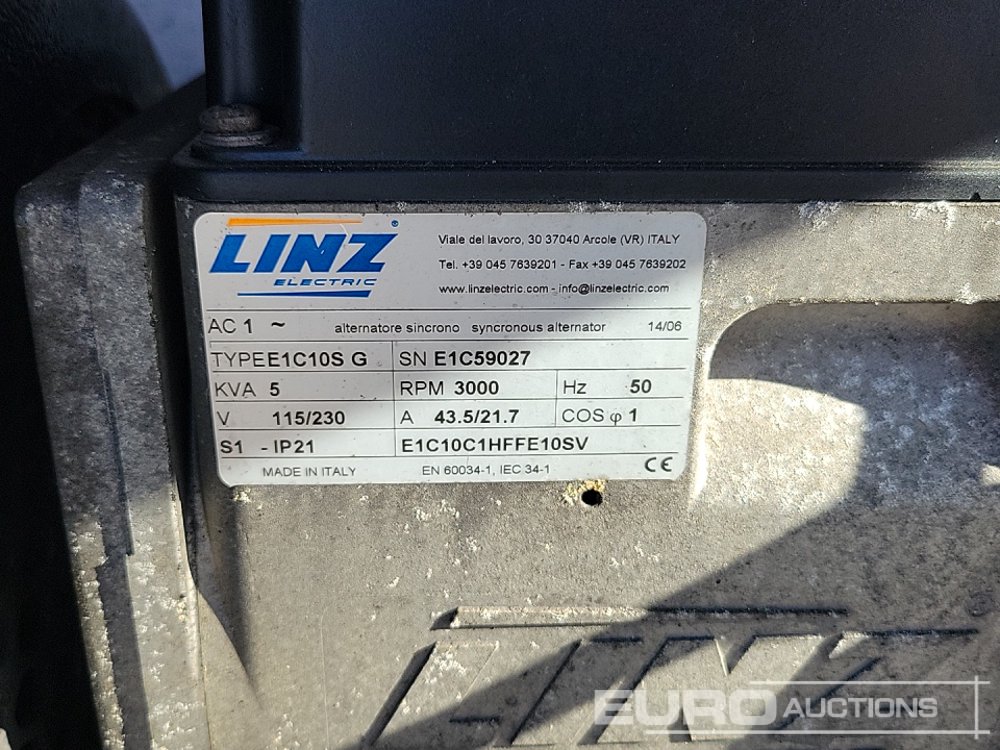 LINZ®
ELECTRIC
Viale del lavoro, 30 37040 Arcole (VR) ITALY
Tel. +39 045 7639201 - Fax +39 045 7639202
www.linzelectric.com - info@linzelectric.com
AC 1 ~ alternatore sincrono syncronous alternator 14/06
TYPE E1C10S G SN E1C59027
KVA 5 RPM 3000 Hz 50
V 115/230 A 43.5/21.7 COS φ 1
S1 - IP21 E1C10C1HFFE10SV
MADE IN ITALY EN 60034-1, IEC 34-1 CE
LINZ
EURO AUCTIONS